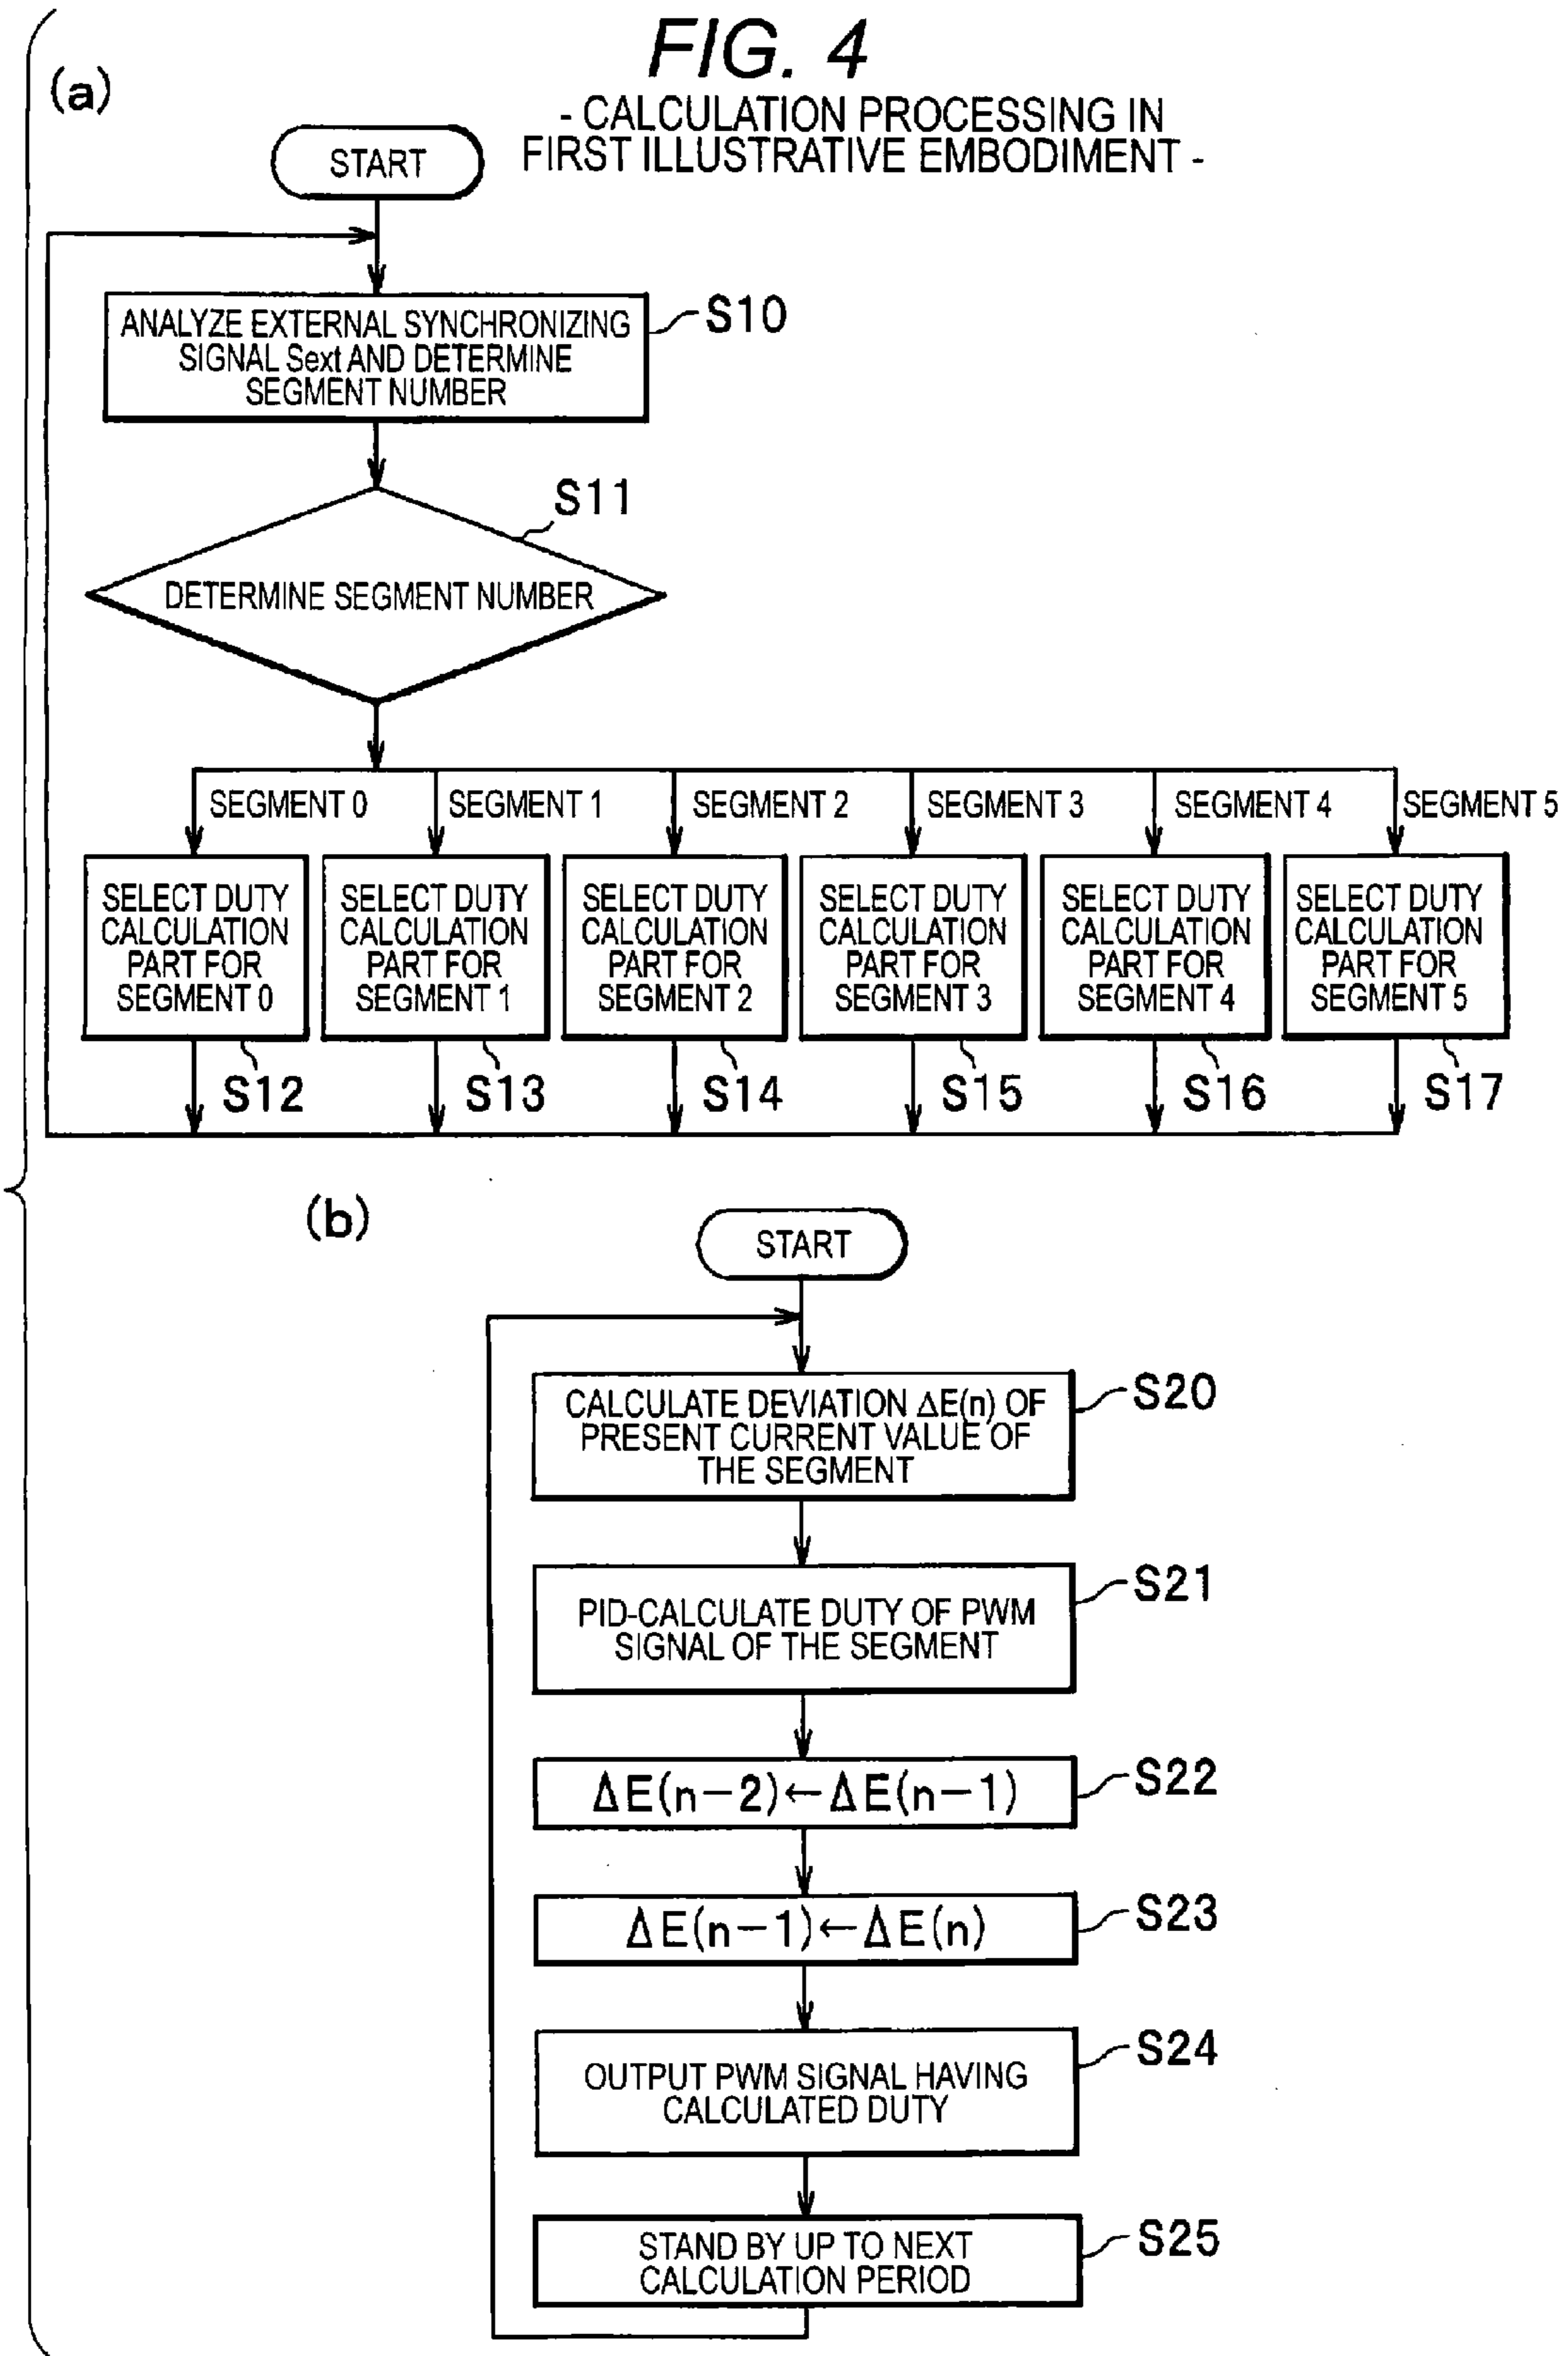 FIG. 4
(a)
- CALCULATION PROCESSING IN
FIRST ILLUSTRATIVE EMBODIMENT -
START
ANALYZE EXTERNAL SYNCHRONIZING
SIGNAL Sext AND DETERMINE
SEGMENT NUMBER
S10
S11
DETERMINE SEGMENT NUMBER
SEGMENT 0
SEGMENT 1
SEGMENT 2
SEGMENT 3
SEGMENT 4
SEGMENT 5
SELECT DUTY
CALCULATION
PART FOR
SEGMENT 0
SELECT DUTY
CALCULATION
PART FOR
SEGMENT 1
SELECT DUTY
CALCULATION
PART FOR
SEGMENT 2
SELECT DUTY
CALCULATION
PART FOR
SEGMENT 3
SELECT DUTY
CALCULATION
PART FOR
SEGMENT 4
SELECT DUTY
CALCULATION
PART FOR
SEGMENT 5
S12
S13
S14
S15
S16
S17
(b)
START
CALCULATE DEVIATION ΔE(n) OF
PRESENT CURRENT VALUE OF
THE SEGMENT
S20
PID-CALCULATE DUTY OF PWM
SIGNAL OF THE SEGMENT
S21
ΔE(n−2)←ΔE(n−1)
S22
ΔE(n−1)←ΔE(n)
S23
OUTPUT PWM SIGNAL HAVING
CALCULATED DUTY
S24
STAND BY UP TO NEXT
CALCULATION PERIOD
S25